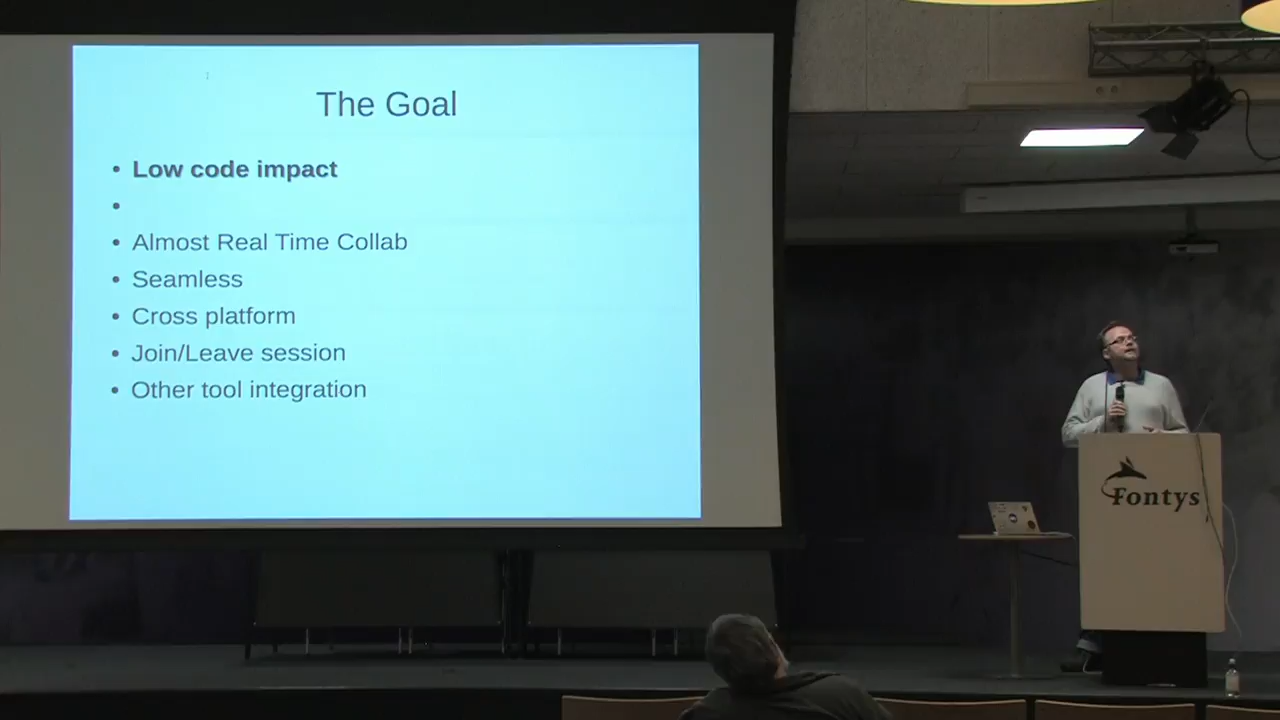 The Goal
• Low code impact
•
• Almost Real Time Collab
• Seamless
• Cross platform
• Join/Leave session
• Other tool integration
Fontys